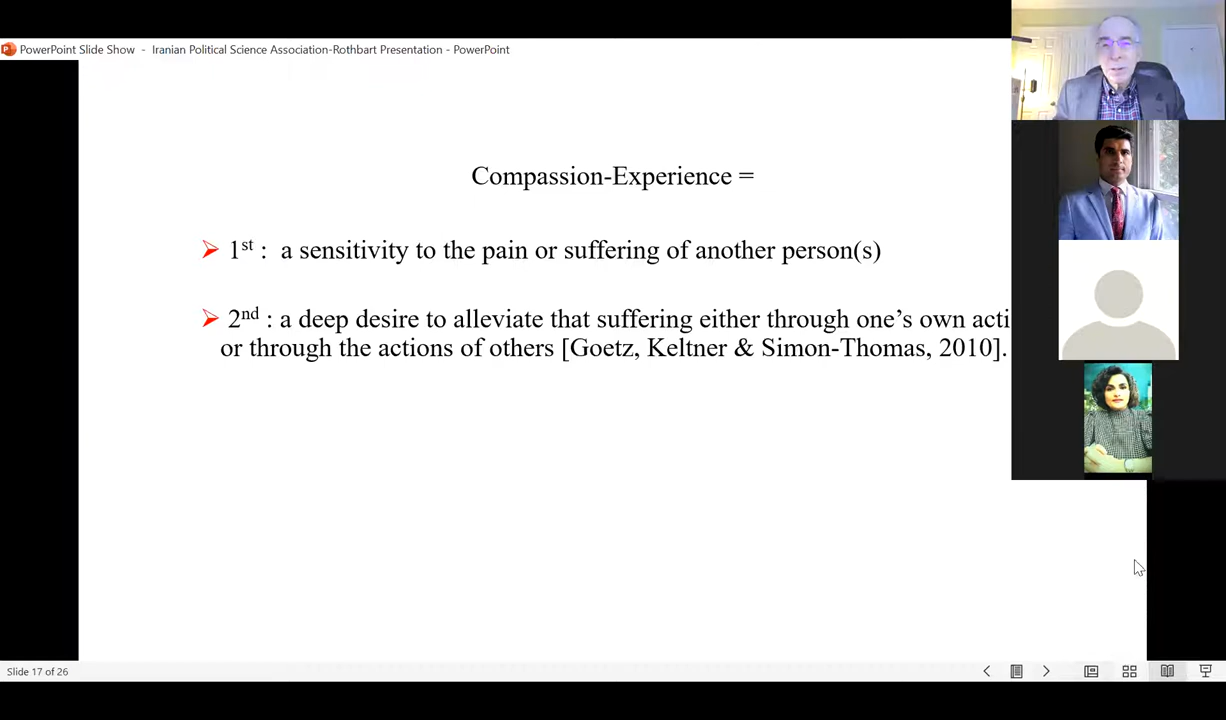 PowerPoint Slide Show - Iranian Political Science Association-Rothbart Presentation - PowerPoint
Compassion-Experience =
1st : a sensitivity to the pain or suffering of another person(s)
2nd : a deep desire to alleviate that suffering either through one’s own acti
or through the actions of others [Goetz, Keltner & Simon-Thomas, 2010].
Slide 17 of 26